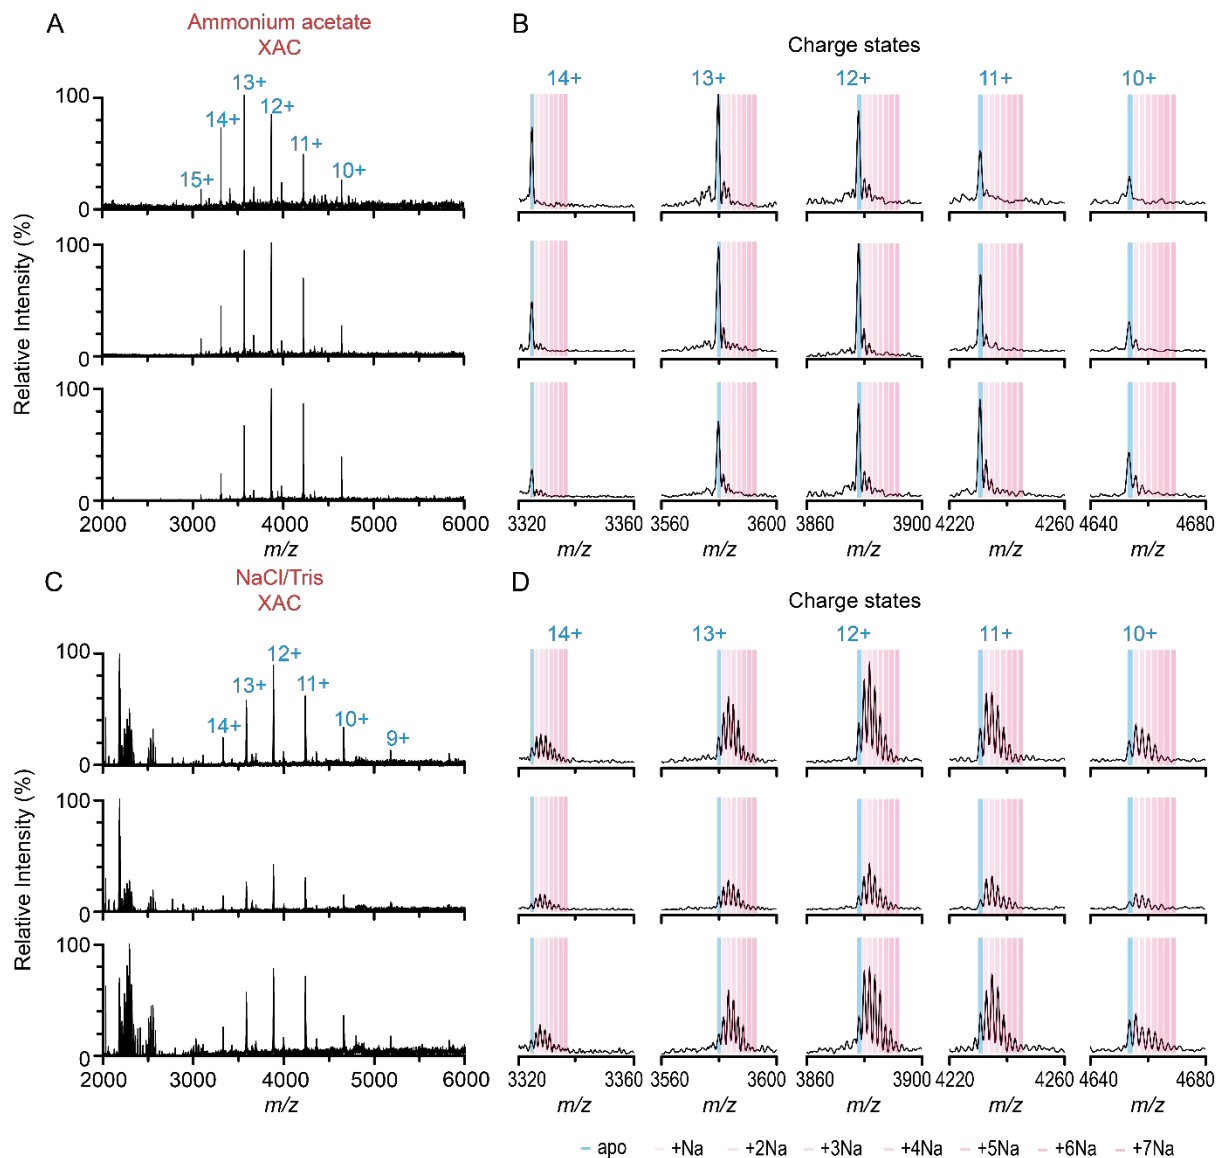 A
Ammonium acetate
XAC
B
Charge states
14+ 13+ 12+ 11+ 10+
13+
12+
14+
11+
10+
15+
100
0
100
0
100
0
Relative Intensity (%)
2000 3000 4000 5000 6000
m/z
3320 3360 3560 3600 3860 3900 4220 4260 4640 4680
m/z m/z m/z m/z m/z
C
NaCl/Tris
XAC
D
Charge states
14+ 13+ 12+ 11+ 10+
12+
13+
11+
14+
10+
9+
100
0
100
0
100
0
Relative Intensity (%)
2000 3000 4000 5000 6000
m/z
3320 3360 3560 3600 3860 3900 4220 4260 4640 4680
m/z m/z m/z m/z m/z
apo +Na +2Na +3Na +4Na +5Na +6Na +7Na